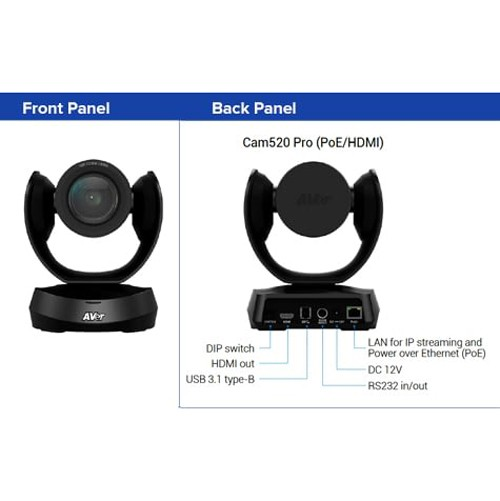 Front Panel
Back Panel
Cam520 Pro (PoE/HDMI)
AVer
AVer
DIP switch
HDMI out
USB 3.1 type-B
LAN for IP streaming and
Power over Ethernet (PoE)
DC 12V
RS232 in/out